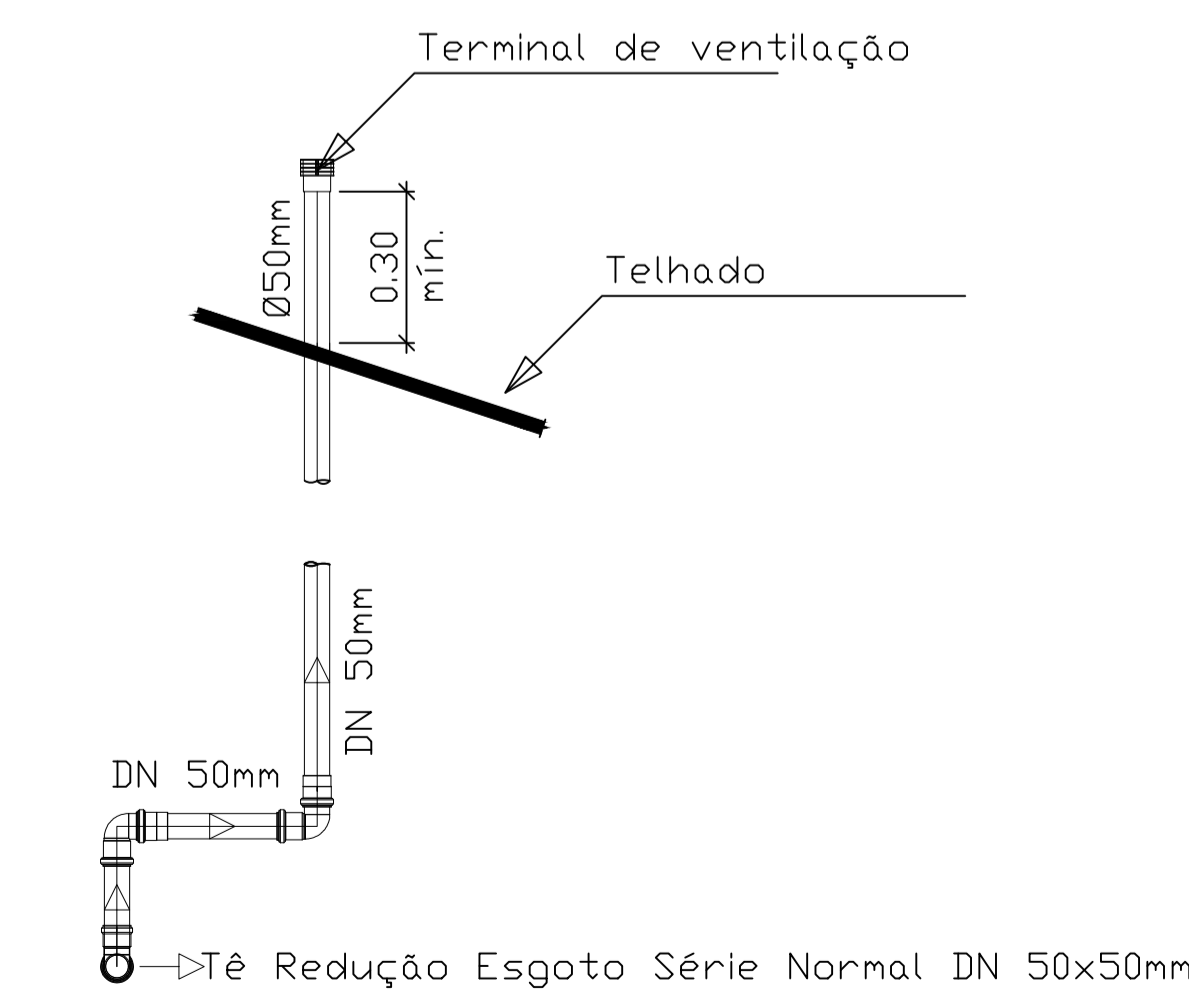 Terminal de ventilação
Ø50mm
0.30
mín.
Telhado
DN 50mm
DN 50mm
Tê Redução Esgoto Série Normal DN 50x50mm